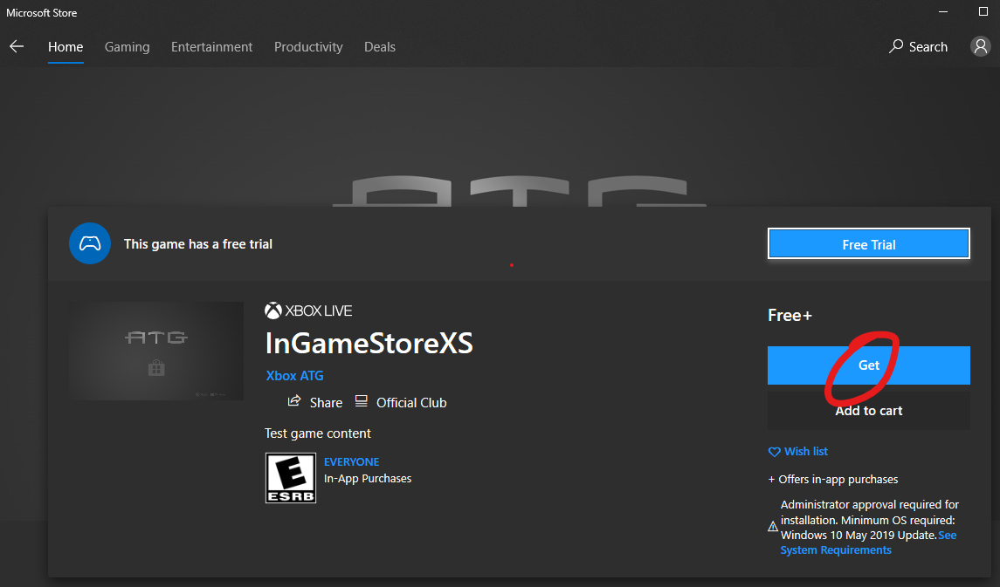 Microsoft Store
Home Gaming Entertainment Productivity Deals Search
ATG
This game has a free trial
Free Trial
XBOX LIVE
Free+
InGameStoreXS
ATG
Get
Xbox ATG
Share Official Club
Add to cart
Test game content
Wish list
EVERYONE
In-App Purchases
E
ESRB
+ Offers in-app purchases
Administrator approval required for
installation. Minimum OS required:
Windows 10 May 2019 Update. See
System Requirements